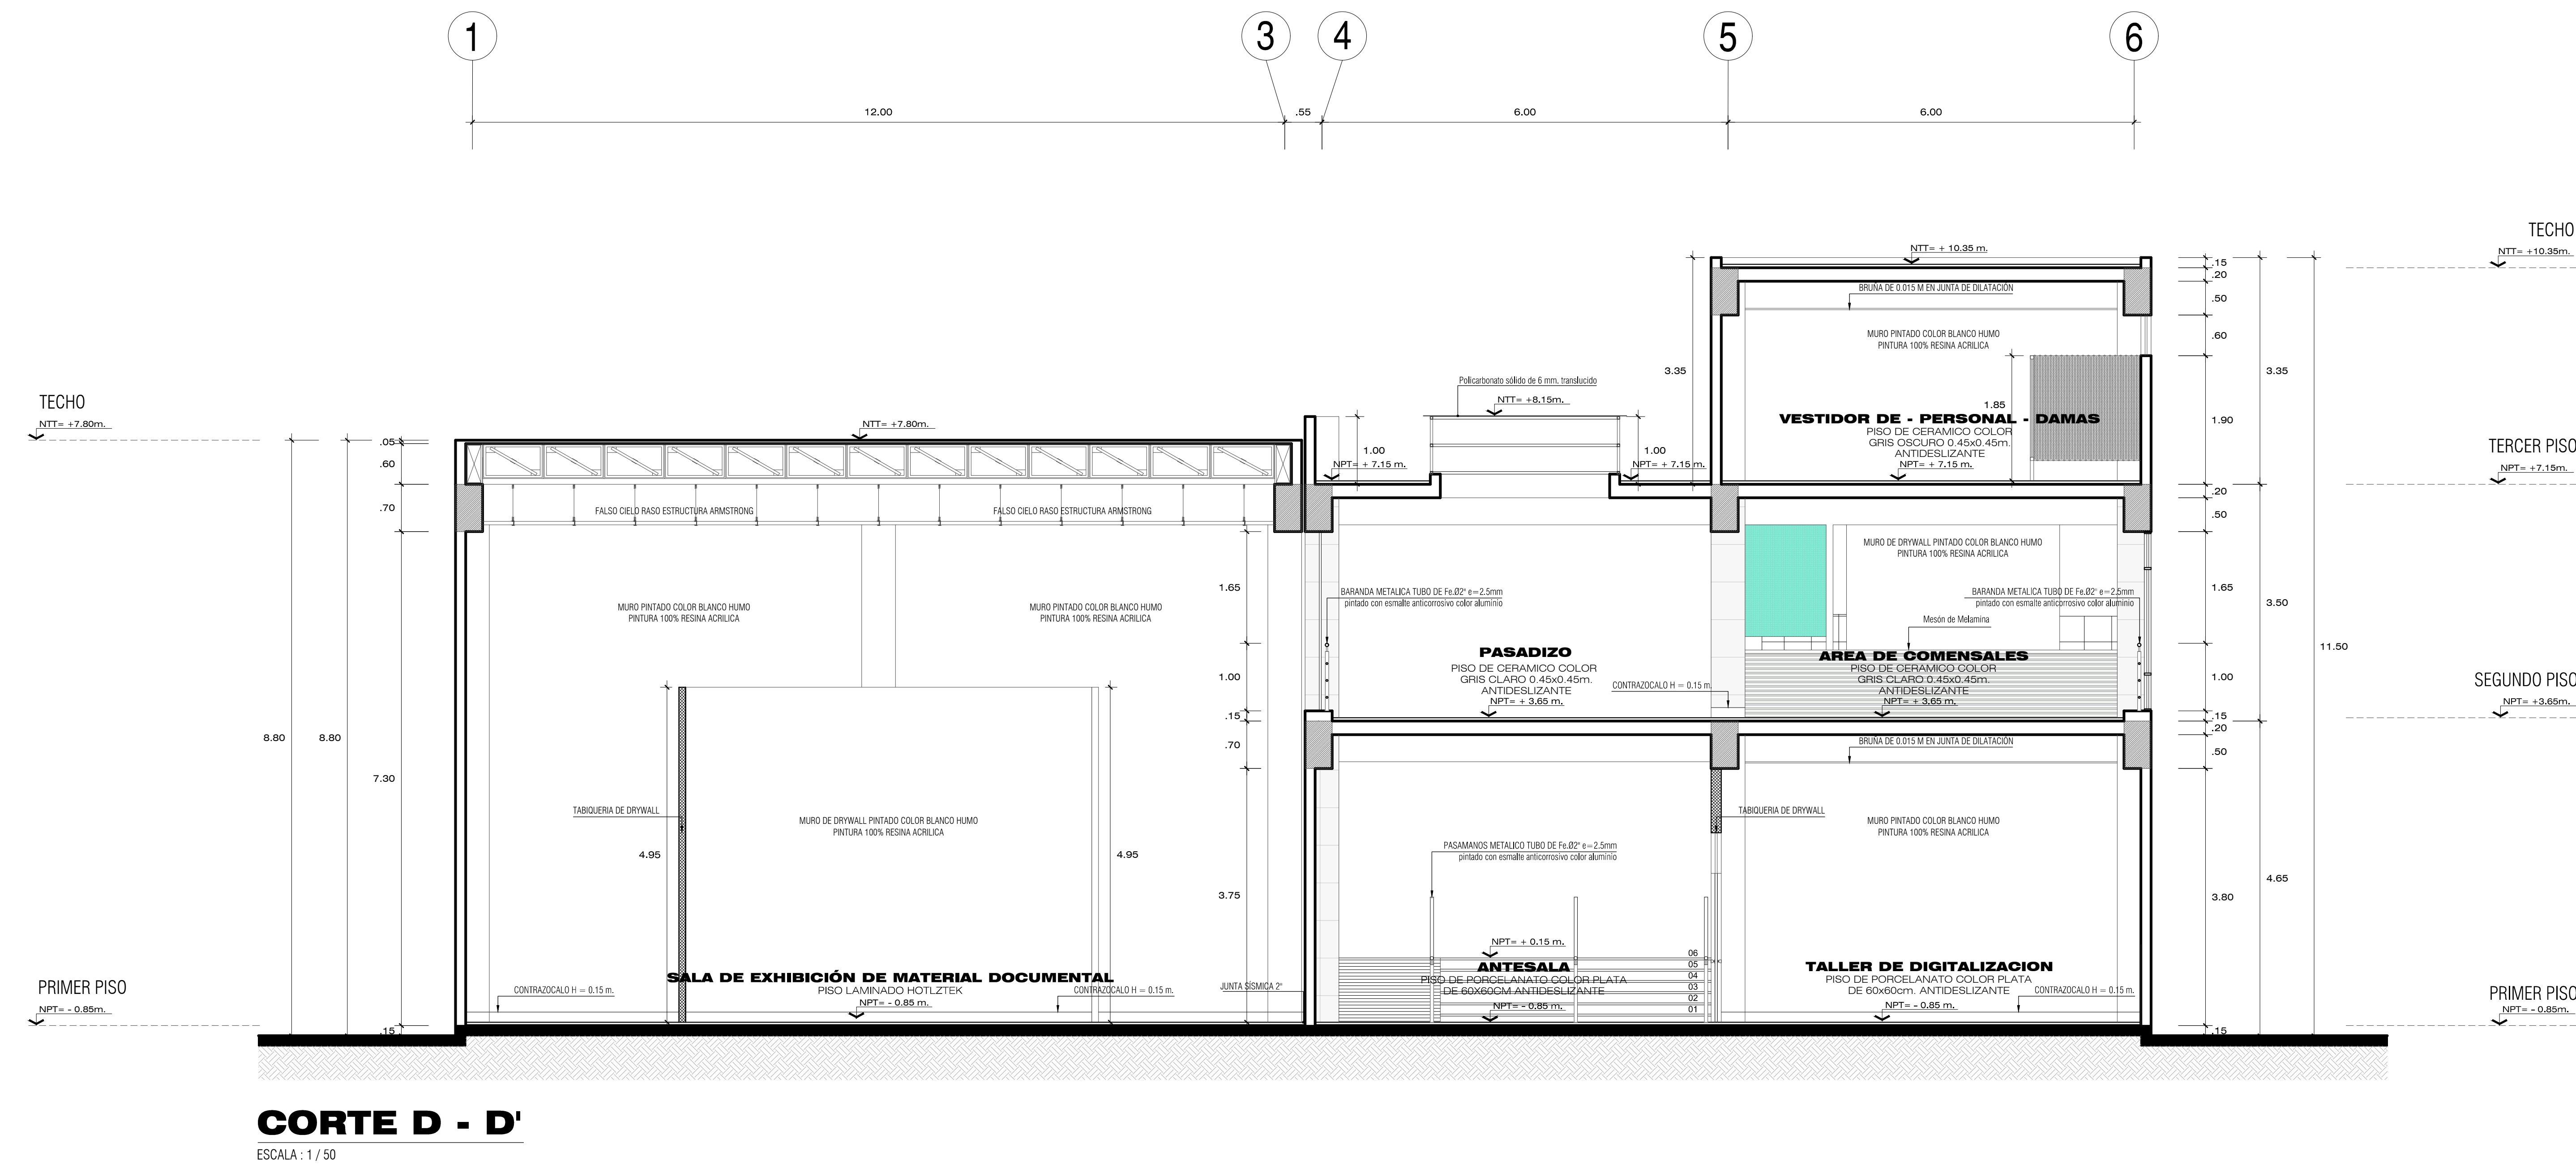 1
3
4
5
6
12.00
.55
6.00
6.00
TECHO
NTT= +10.35m.
NTT= + 10.35 m.
.15
.20
BRUÑA DE 0.015 M EN JUNTA DE DILATACIÓN
.50
MURO PINTADO COLOR BLANCO HUMO
PINTURA 100% RESINA ACRILICA
.60
3.35
3.35
Policarbonato sólido de 6 mm. translucido
NTT= +8.15m.
1.85
VESTIDOR DE - PERSONAL - DAMAS
PISO DE CERAMICO COLOR
GRIS OSCURO 0.45x0.45m.
ANTIDESLIZANTE
NPT= + 7.15 m.
1.90
TECHO
NTT= +7.80m.
NTT= +7.80m.
.05
.60
.70
1.00
NPT= + 7.15 m.
1.00
NPT= + 7.15 m.
TERCER PISO
NPT= +7.15m.
.20
.50
FALSO CIELO RASO ESTRUCTURA ARMSTRONG
FALSO CIELO RASO ESTRUCTURA ARMSTRONG
MURO DE DRYWALL PINTADO COLOR BLANCO HUMO
PINTURA 100% RESINA ACRILICA
1.65
BARANDA METALICA TUBO DE Fe.Ø2" e=2.5mm
pintado con esmalte anticorrosivo color aluminio
BARANDA METALICA TUBO DE Fe.Ø2" e=2.5mm
pintado con esmalte anticorrosivo color aluminio
1.65
3.50
MURO PINTADO COLOR BLANCO HUMO
PINTURA 100% RESINA ACRILICA
MURO PINTADO COLOR BLANCO HUMO
PINTURA 100% RESINA ACRILICA
Mesón de Melamina
11.50
PASADIZO
PISO DE CERAMICO COLOR
GRIS CLARO 0.45x0.45m.
ANTIDESLIZANTE
NPT= + 3.65 m.
AREA DE COMENSALES
PISO DE CERAMICO COLOR
GRIS CLARO 0.45x0.45m.
ANTIDESLIZANTE
NPT= + 3.65 m.
CONTRAZOCALO H = 0.15 m.
1.00
1.00
SEGUNDO PISO
NPT= +3.65m.
.15
.70
.15
.20
.50
8.80
8.80
7.30
BRUÑA DE 0.015 M EN JUNTA DE DILATACIÓN
TABIQUERIA DE DRYWALL
TABIQUERIA DE DRYWALL
MURO DE DRYWALL PINTADO COLOR BLANCO HUMO
PINTURA 100% RESINA ACRILICA
MURO PINTADO COLOR BLANCO HUMO
PINTURA 100% RESINA ACRILICA
4.95
4.95
PASAMANOS METALICO TUBO DE Fe.Ø2" e=2.5mm
pintado con esmalte anticorrosivo color aluminio
3.75
3.80
4.65
NPT= + 0.15 m.
06
05
04
03
02
01
SALA DE EXHIBICIÓN DE MATERIAL DOCUMENTAL
PISO LAMINADO HOTLZTEK
NPT= - 0.85 m.
CONTRAZOCALO H = 0.15 m.
CONTRAZOCALO H = 0.15 m.
JUNTA SÍSMICA 2"
ANTESALA
PISO DE PORCELANATO COLOR PLATA
DE 60X60CM ANTIDESLIZANTE
NPT= - 0.85 m.
TALLER DE DIGITALIZACION
PISO DE PORCELANATO COLOR PLATA
DE 60x60cm. ANTIDESLIZANTE
NPT= - 0.85 m.
CONTRAZOCALO H = 0.15 m.
PRIMER PISO
NPT= - 0.85m.
PRIMER PISO
NPT= - 0.85m.
.15
.15
CORTE D - D'
ESCALA : 1 / 50